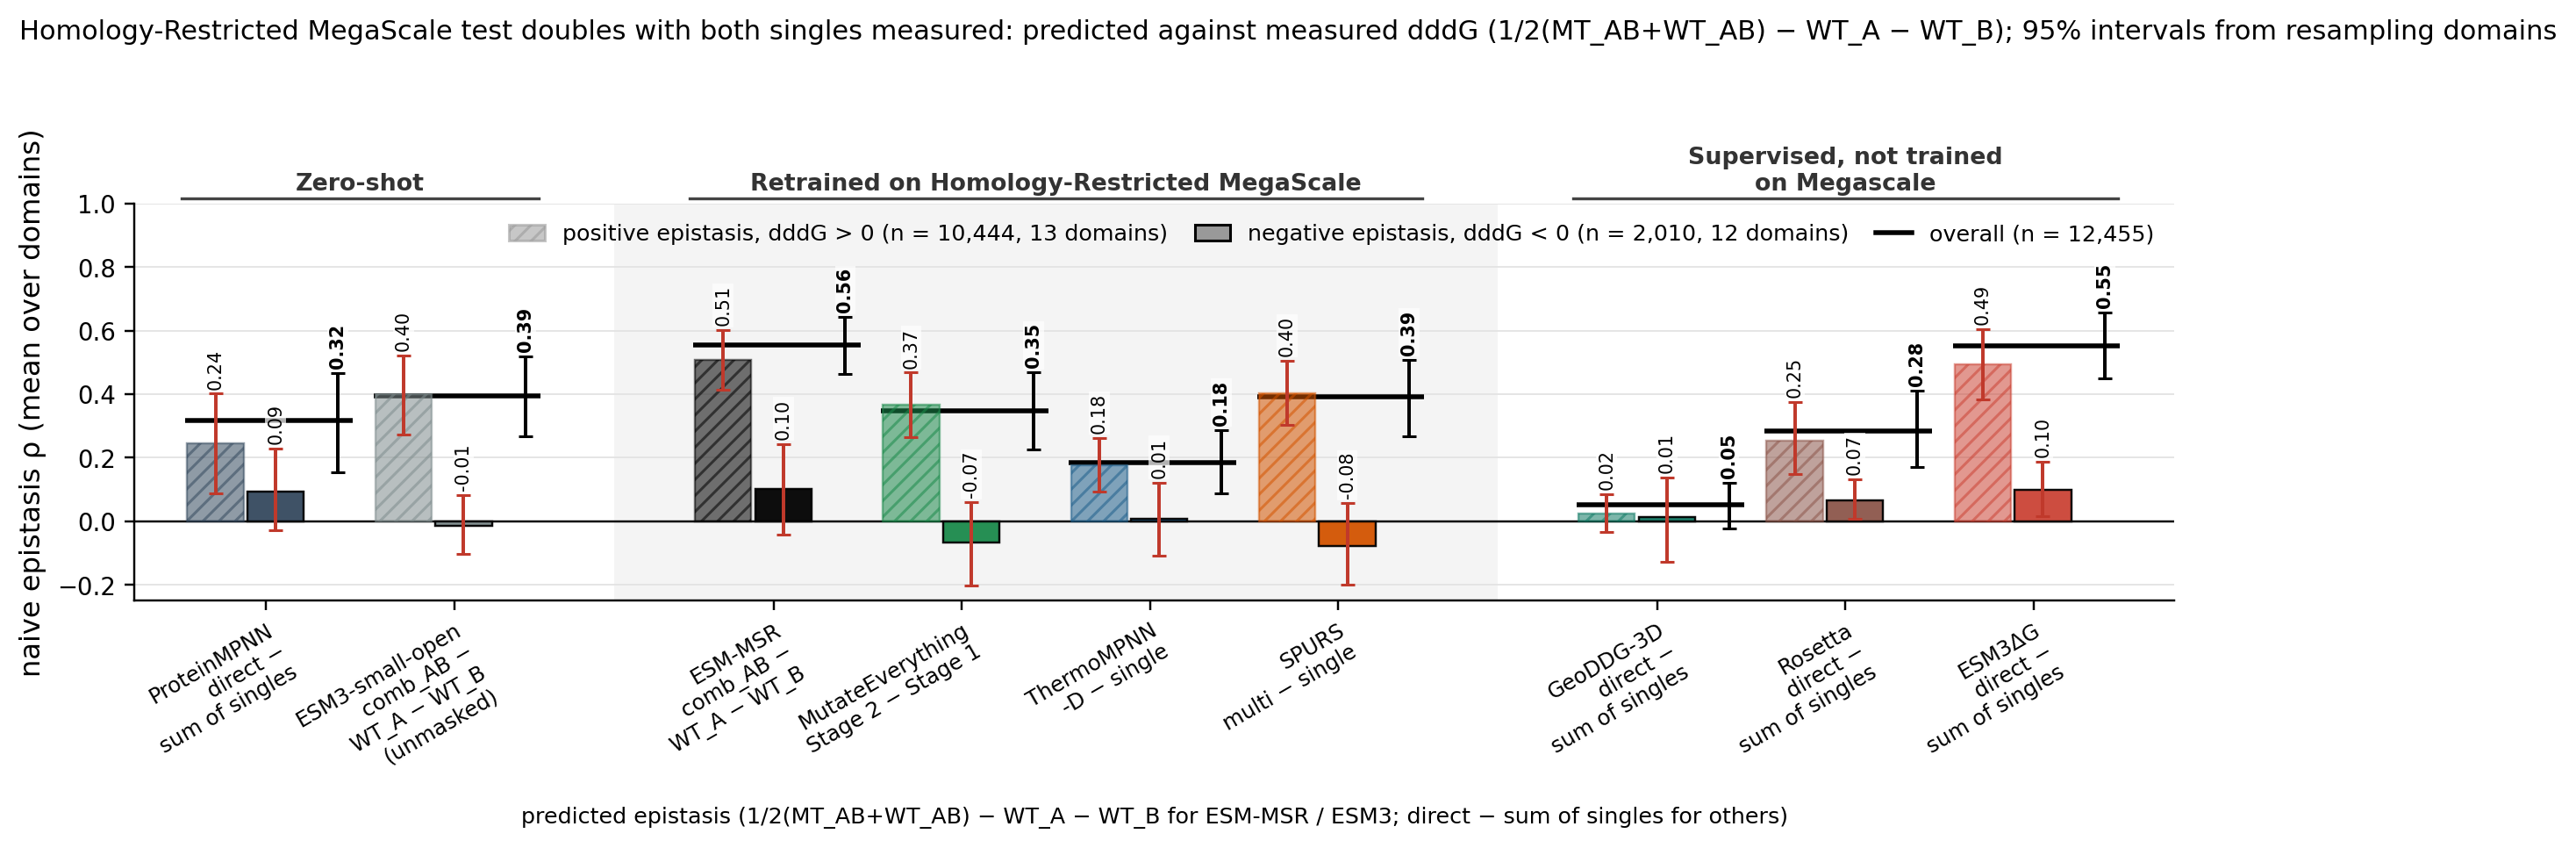 Homology-Restricted MegaScale test doubles with both singles measured: predicted against measured dddG (1/2(MT_AB+WT_AB) − WT_A − WT_B); 95% intervals from resampling domains
naive epistasis ρ (mean over domains)
Zero-shot
Retrained on Homology-Restricted MegaScale
Supervised, not trained
on Megascale
1.0
0.8
0.6
0.4
0.2
0.0
−0.2
positive epistasis, dddG > 0 (n = 10,444, 13 domains)
negative epistasis, dddG < 0 (n = 2,010, 12 domains)
overall (n = 12,455)
0.24
0.09
0.32
0.40
-0.01
0.39
0.51
0.10
0.56
0.37
-0.07
0.35
0.18
0.01
0.18
0.40
-0.08
0.39
0.02
0.01
0.05
0.25
0.07
0.28
0.49
0.10
0.55
ProteinMPNN
direct −
sum of singles
ESM3-small-open
comb_AB −
WT_A − WT_B
(unmasked)
ESM-MSR
comb_AB −
WT_A − WT_B
MutateEverything
Stage 2 − Stage 1
ThermoMPNN
-D − single
SPURS
multi − single
GeoDDG-3D
direct −
sum of singles
Rosetta
direct −
sum of singles
ESM3ΔG
direct −
sum of singles
predicted epistasis (1/2(MT_AB+WT_AB) − WT_A − WT_B for ESM-MSR / ESM3; direct − sum of singles for others)